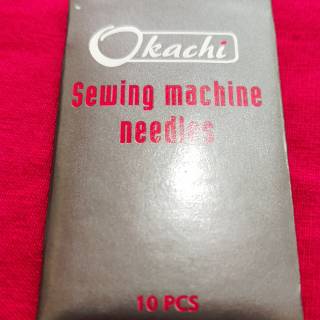 Okachi
Sewing machine
needles
10 PCS